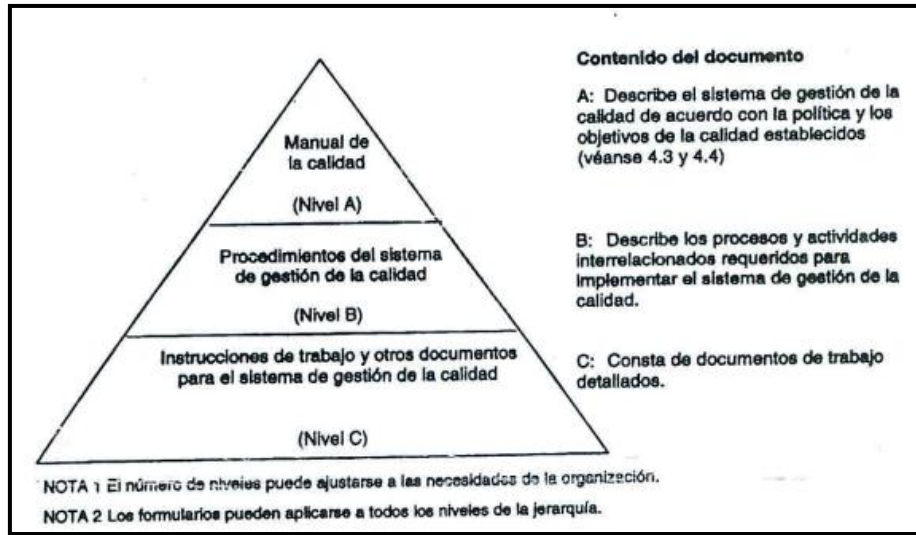 Manual de
la calidad
(Nivel A)
Procedimientos del sistema
de gestión de la calidad
(Nivel B)
Instrucciones de trabajo y otros documentos
para el sistema de gestión de la calidad
(Nivel C)
Contenido del documento
A: Describe el sistema de gestión de la
calidad de acuerdo con la política y los
objetivos de la calidad establecidos
(véanse 4.3 y 4.4)
B: Describe los procesos y actividades
interrelacionados requeridos para
implementar el sistema de gestión de la
calidad.
C: Consta de documentos de trabajo
detallados.
NOTA 1 El número de niveles puede ajustarse a las necesidades de la organización.
NOTA 2 Los formularios pueden aplicarse a todos los niveles de la jerarquía.